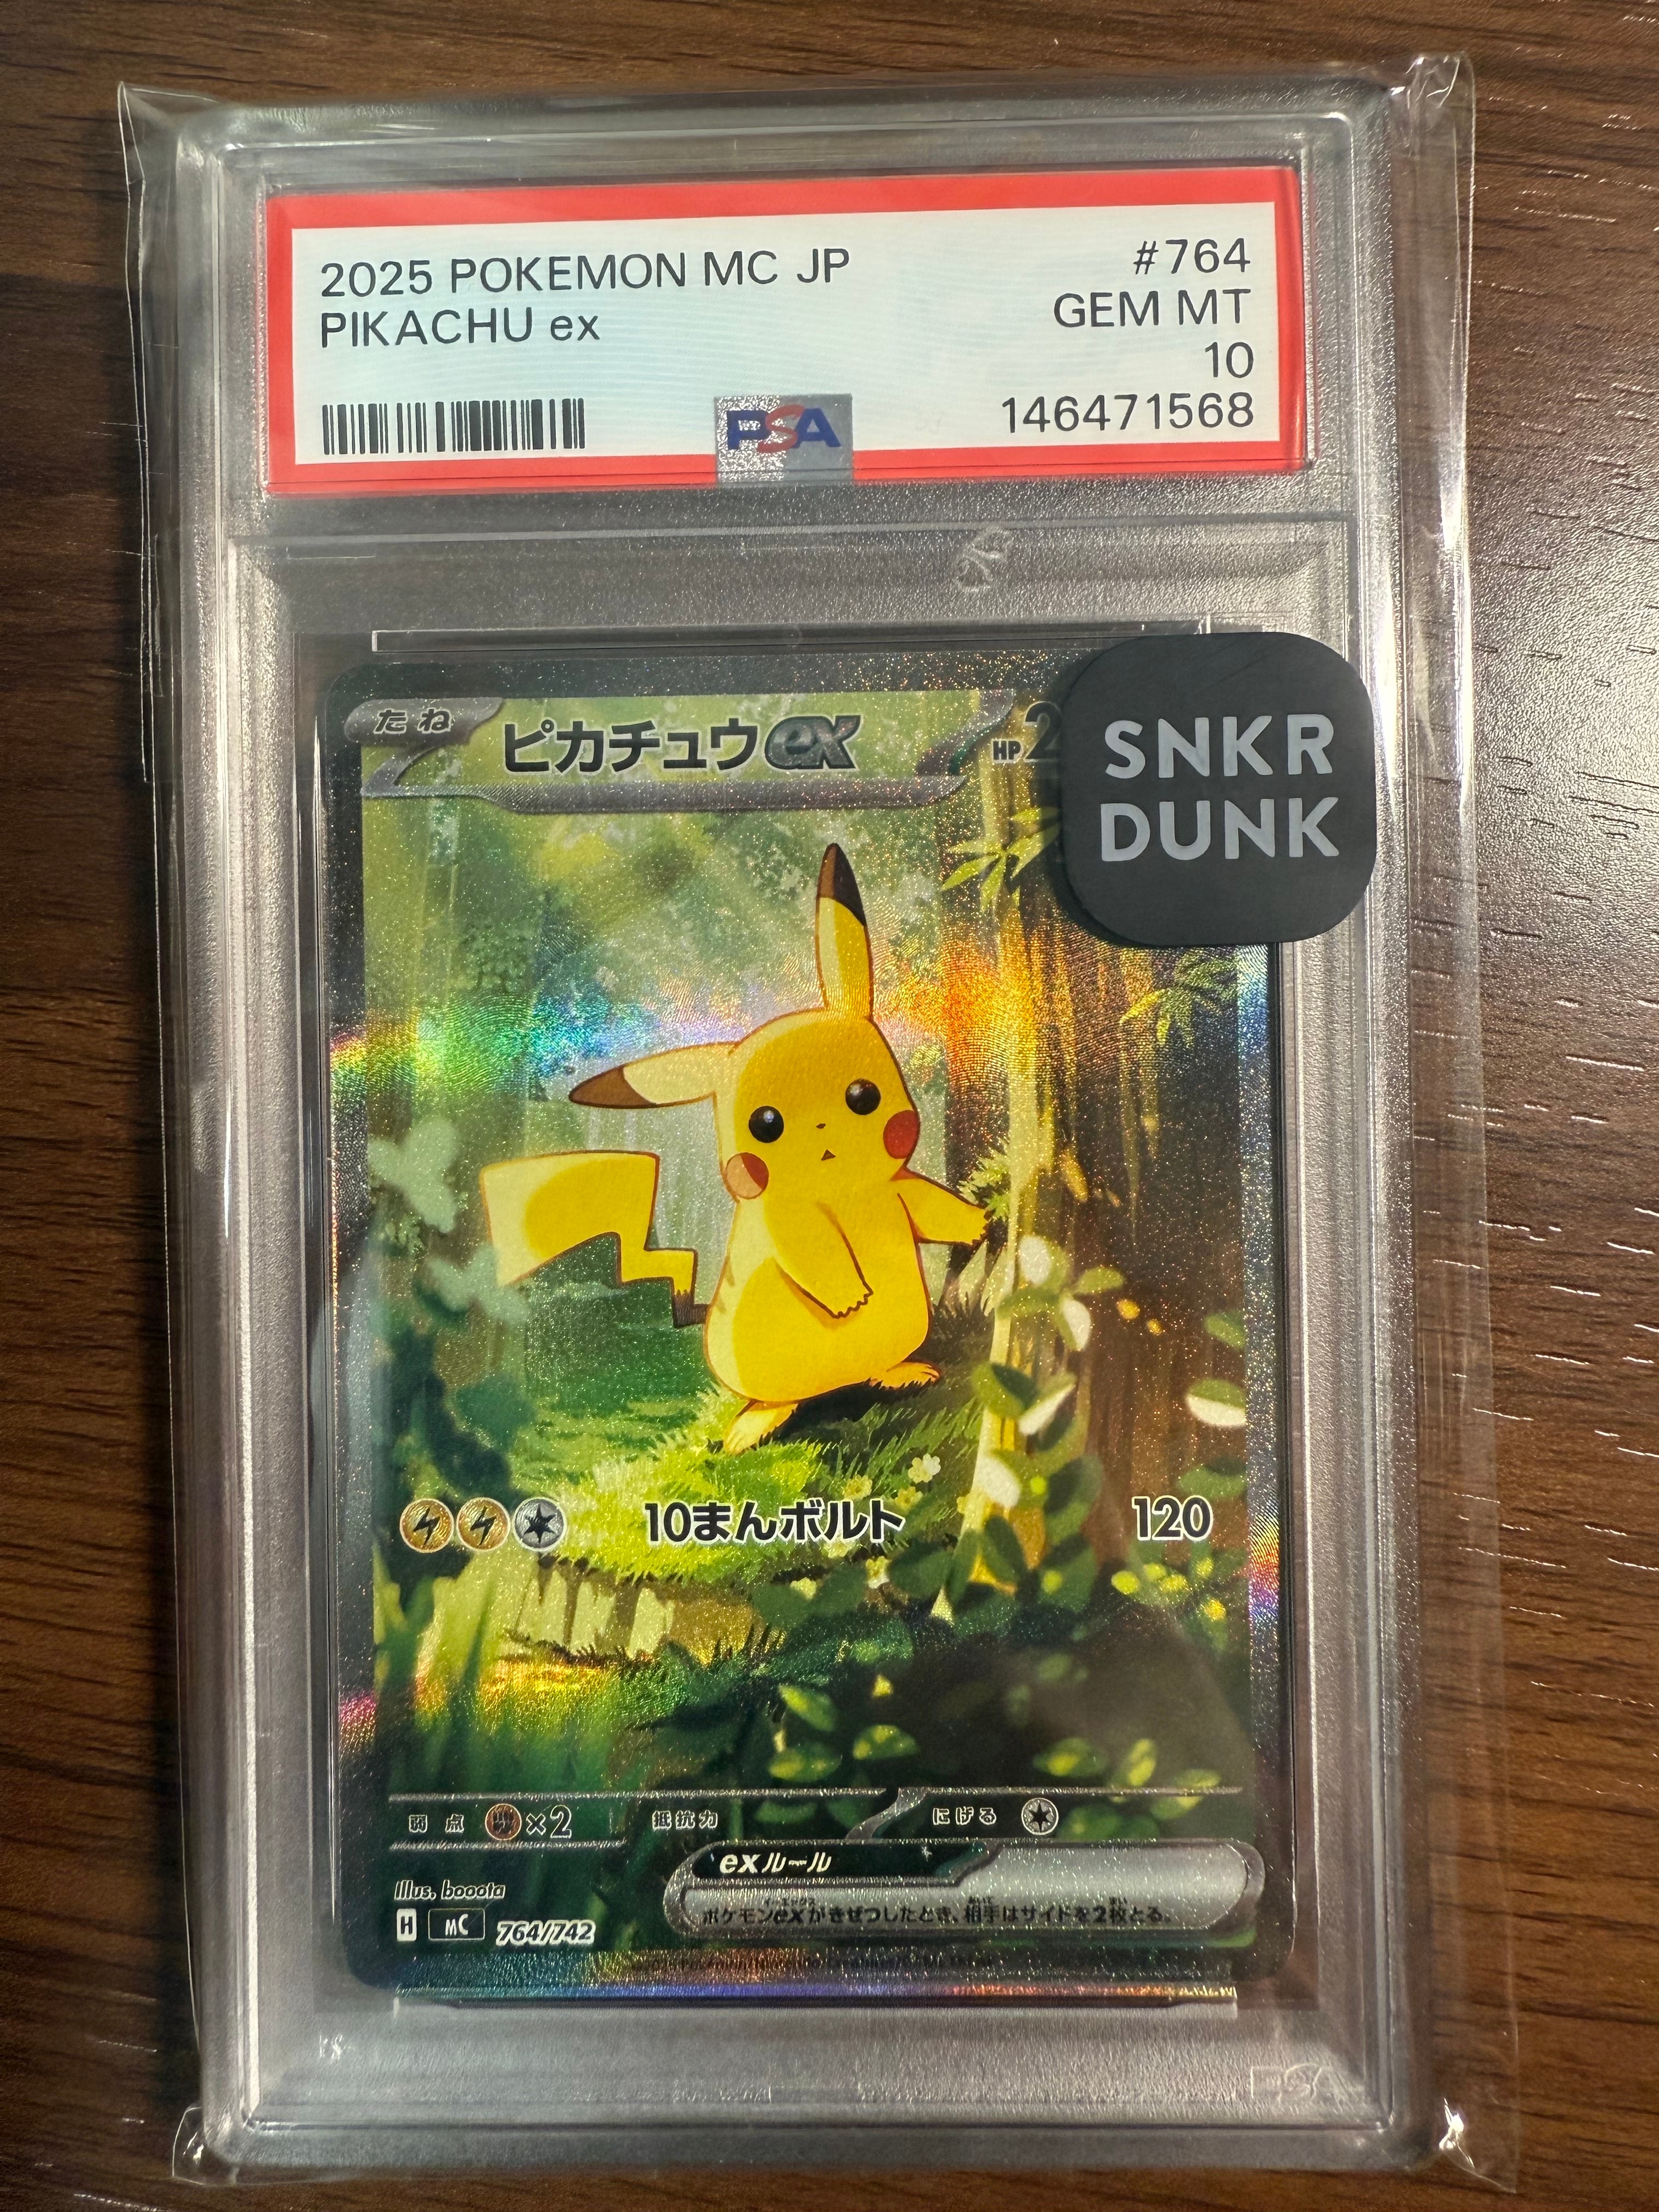 2025 POKEMON MC JP
#764
PIKACHU ex
GEM MT
10
PSA
146471568
たね
ピカチュウex
HP 2
SNKR
DUNK
10まんボルト
120
弱点
×2
抵抗力
にげる
exルール
ポケモンexがきぜつしたとき、相手はサイドを2枚とる。
Illus. booota
H
MC
764/742